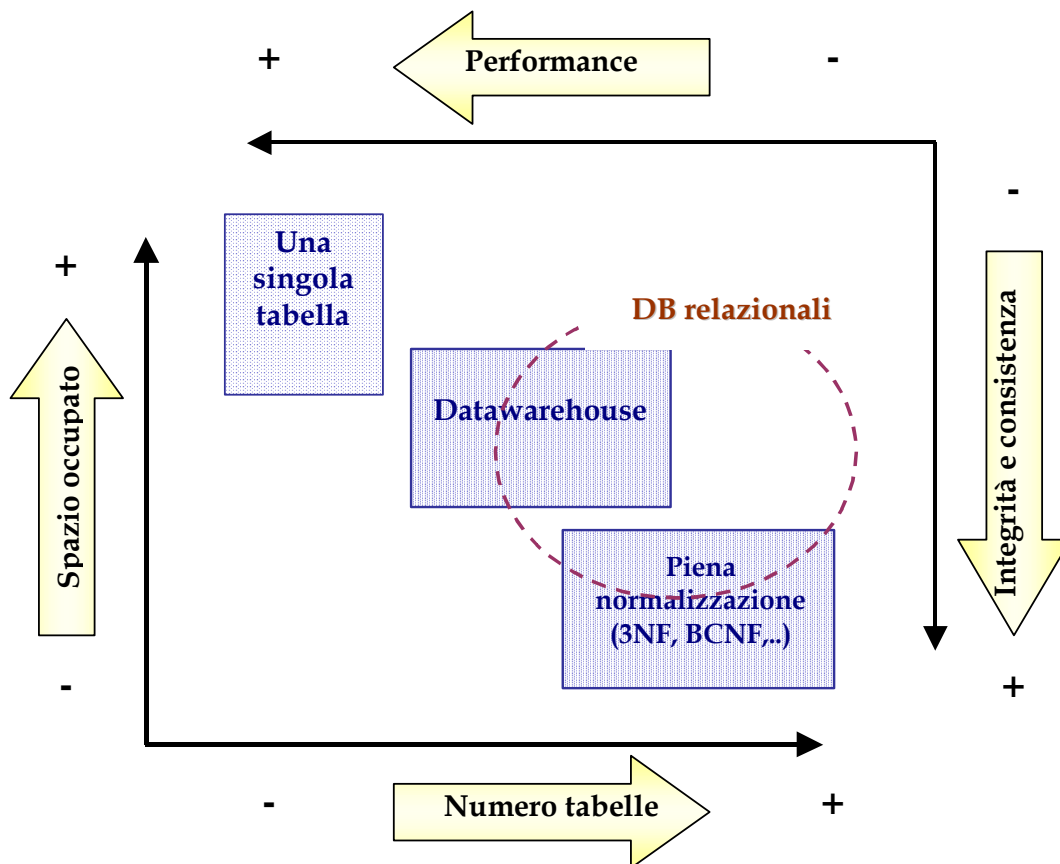 +
Performance
-
-
Una
singola
tabella
+
DB relazionali
Datawarehouse
Spazio occupato
Integrità e consistenza
Piena
normalizzazione
(3NF, BCNF,..)
-
+
-
Numero tabelle
+